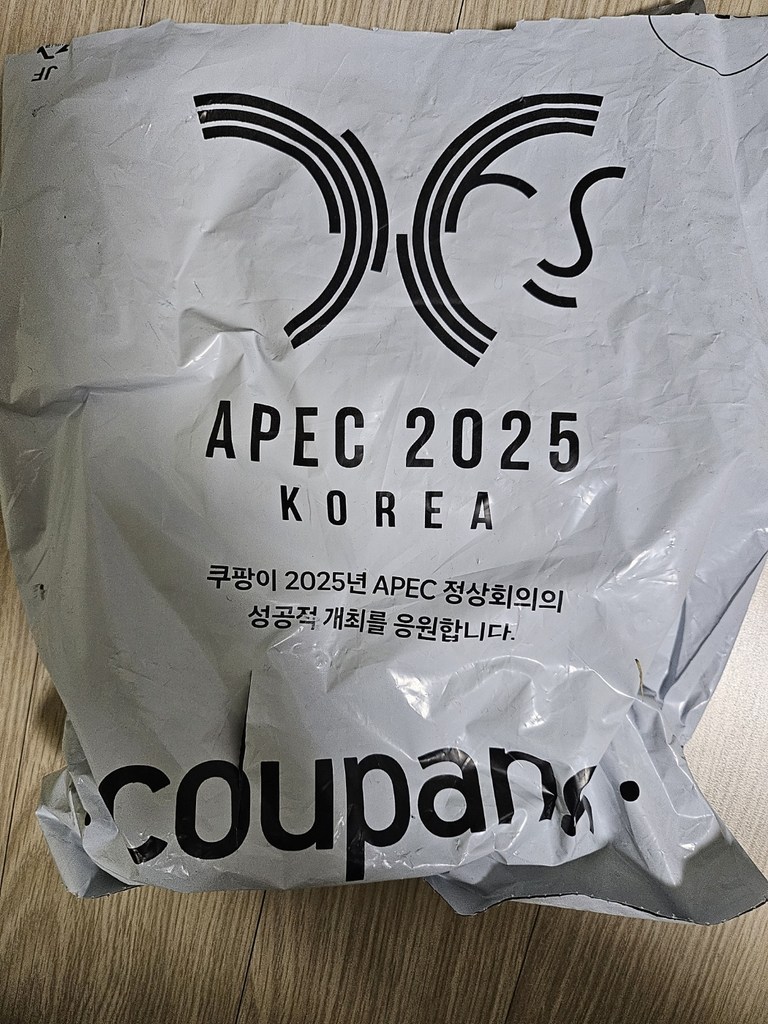 JF
APEC 2025
KOREA
쿠팡이 2025년 APEC 정상회의의
성공적 개최를 응원합니다.
coupang